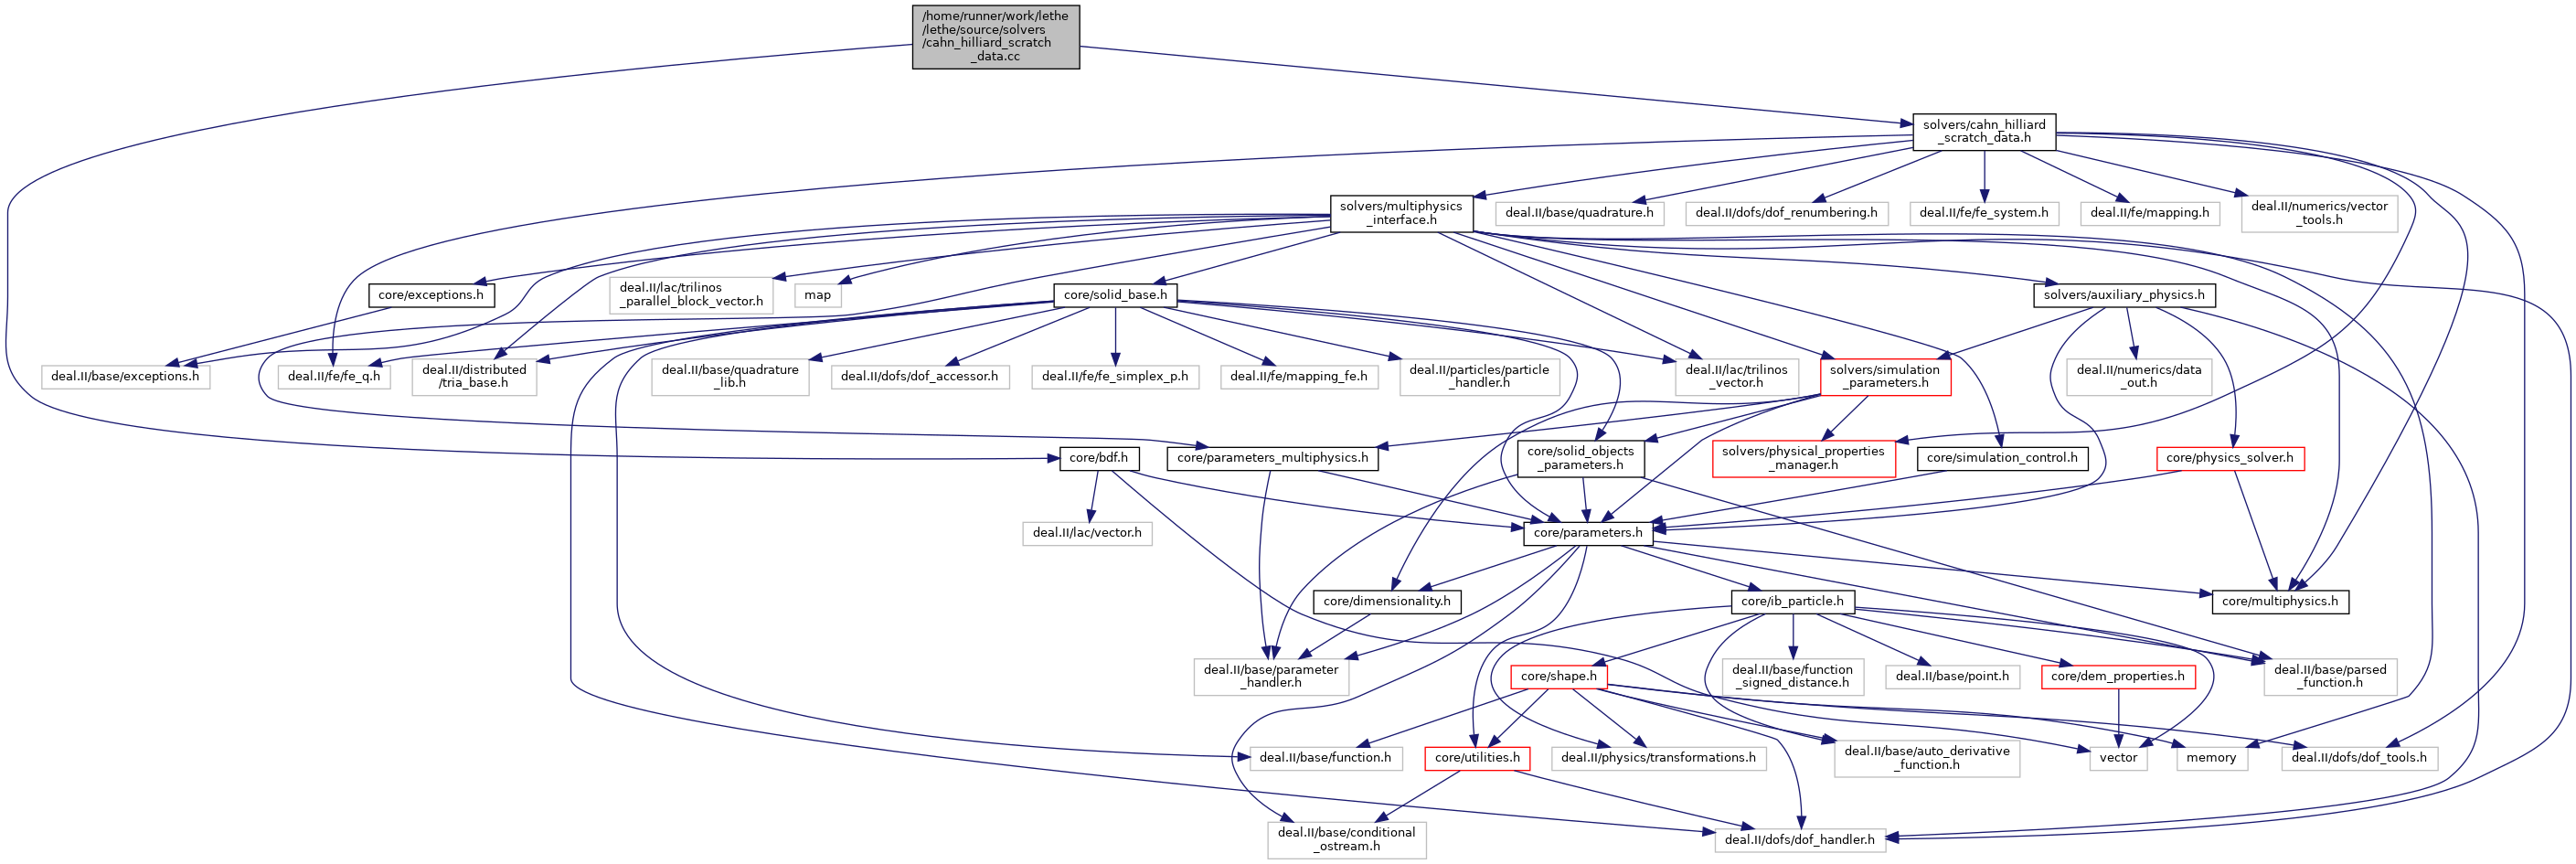 /home/runner/work/lethe
/lethe/source/solvers
/cahn_hilliard_scratch
_data.cc
solvers/cahn_hilliard
_scratch_data.h
solvers/multiphysics
_interface.h
deal.II/base/quadrature.h
deal.II/dofs/dof_renumbering.h
deal.II/fe/fe_system.h
deal.II/fe/mapping.h
deal.II/numerics/vector
_tools.h
core/exceptions.h
deal.II/lac/trilinos
_parallel_block_vector.h
map
core/solid_base.h
solvers/auxiliary_physics.h
deal.II/base/exceptions.h
deal.II/fe/fe_q.h
deal.II/distributed
/tria_base.h
deal.II/base/quadrature
_lib.h
deal.II/dofs/dof_accessor.h
deal.II/fe/fe_simplex_p.h
deal.II/fe/mapping_fe.h
deal.II/particles/particle
_handler.h
deal.II/lac/trilinos
_vector.h
solvers/simulation
_parameters.h
deal.II/numerics/data
_out.h
core/bdf.h
core/parameters_multiphysics.h
core/solid_objects
_parameters.h
solvers/physical_properties
_manager.h
core/simulation_control.h
core/physics_solver.h
deal.II/lac/vector.h
core/parameters.h
core/dimensionality.h
core/ib_particle.h
core/multiphysics.h
deal.II/base/parameter
_handler.h
core/shape.h
deal.II/base/function
_signed_distance.h
deal.II/base/point.h
core/dem_properties.h
deal.II/base/parsed
_function.h
deal.II/base/function.h
core/utilities.h
deal.II/physics/transformations.h
deal.II/base/auto_derivative
_function.h
vector
memory
deal.II/dofs/dof_tools.h
deal.II/base/conditional
_ostream.h
deal.II/dofs/dof_handler.h